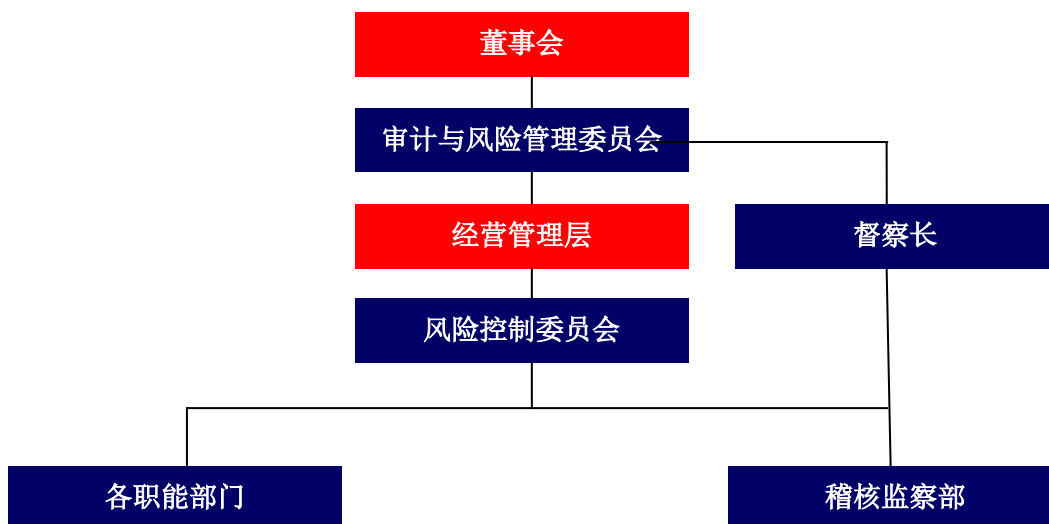 董事会
审计与风险管理委员会
经营管理层
督察长
风险控制委员会
各职能部门
稽核监察部